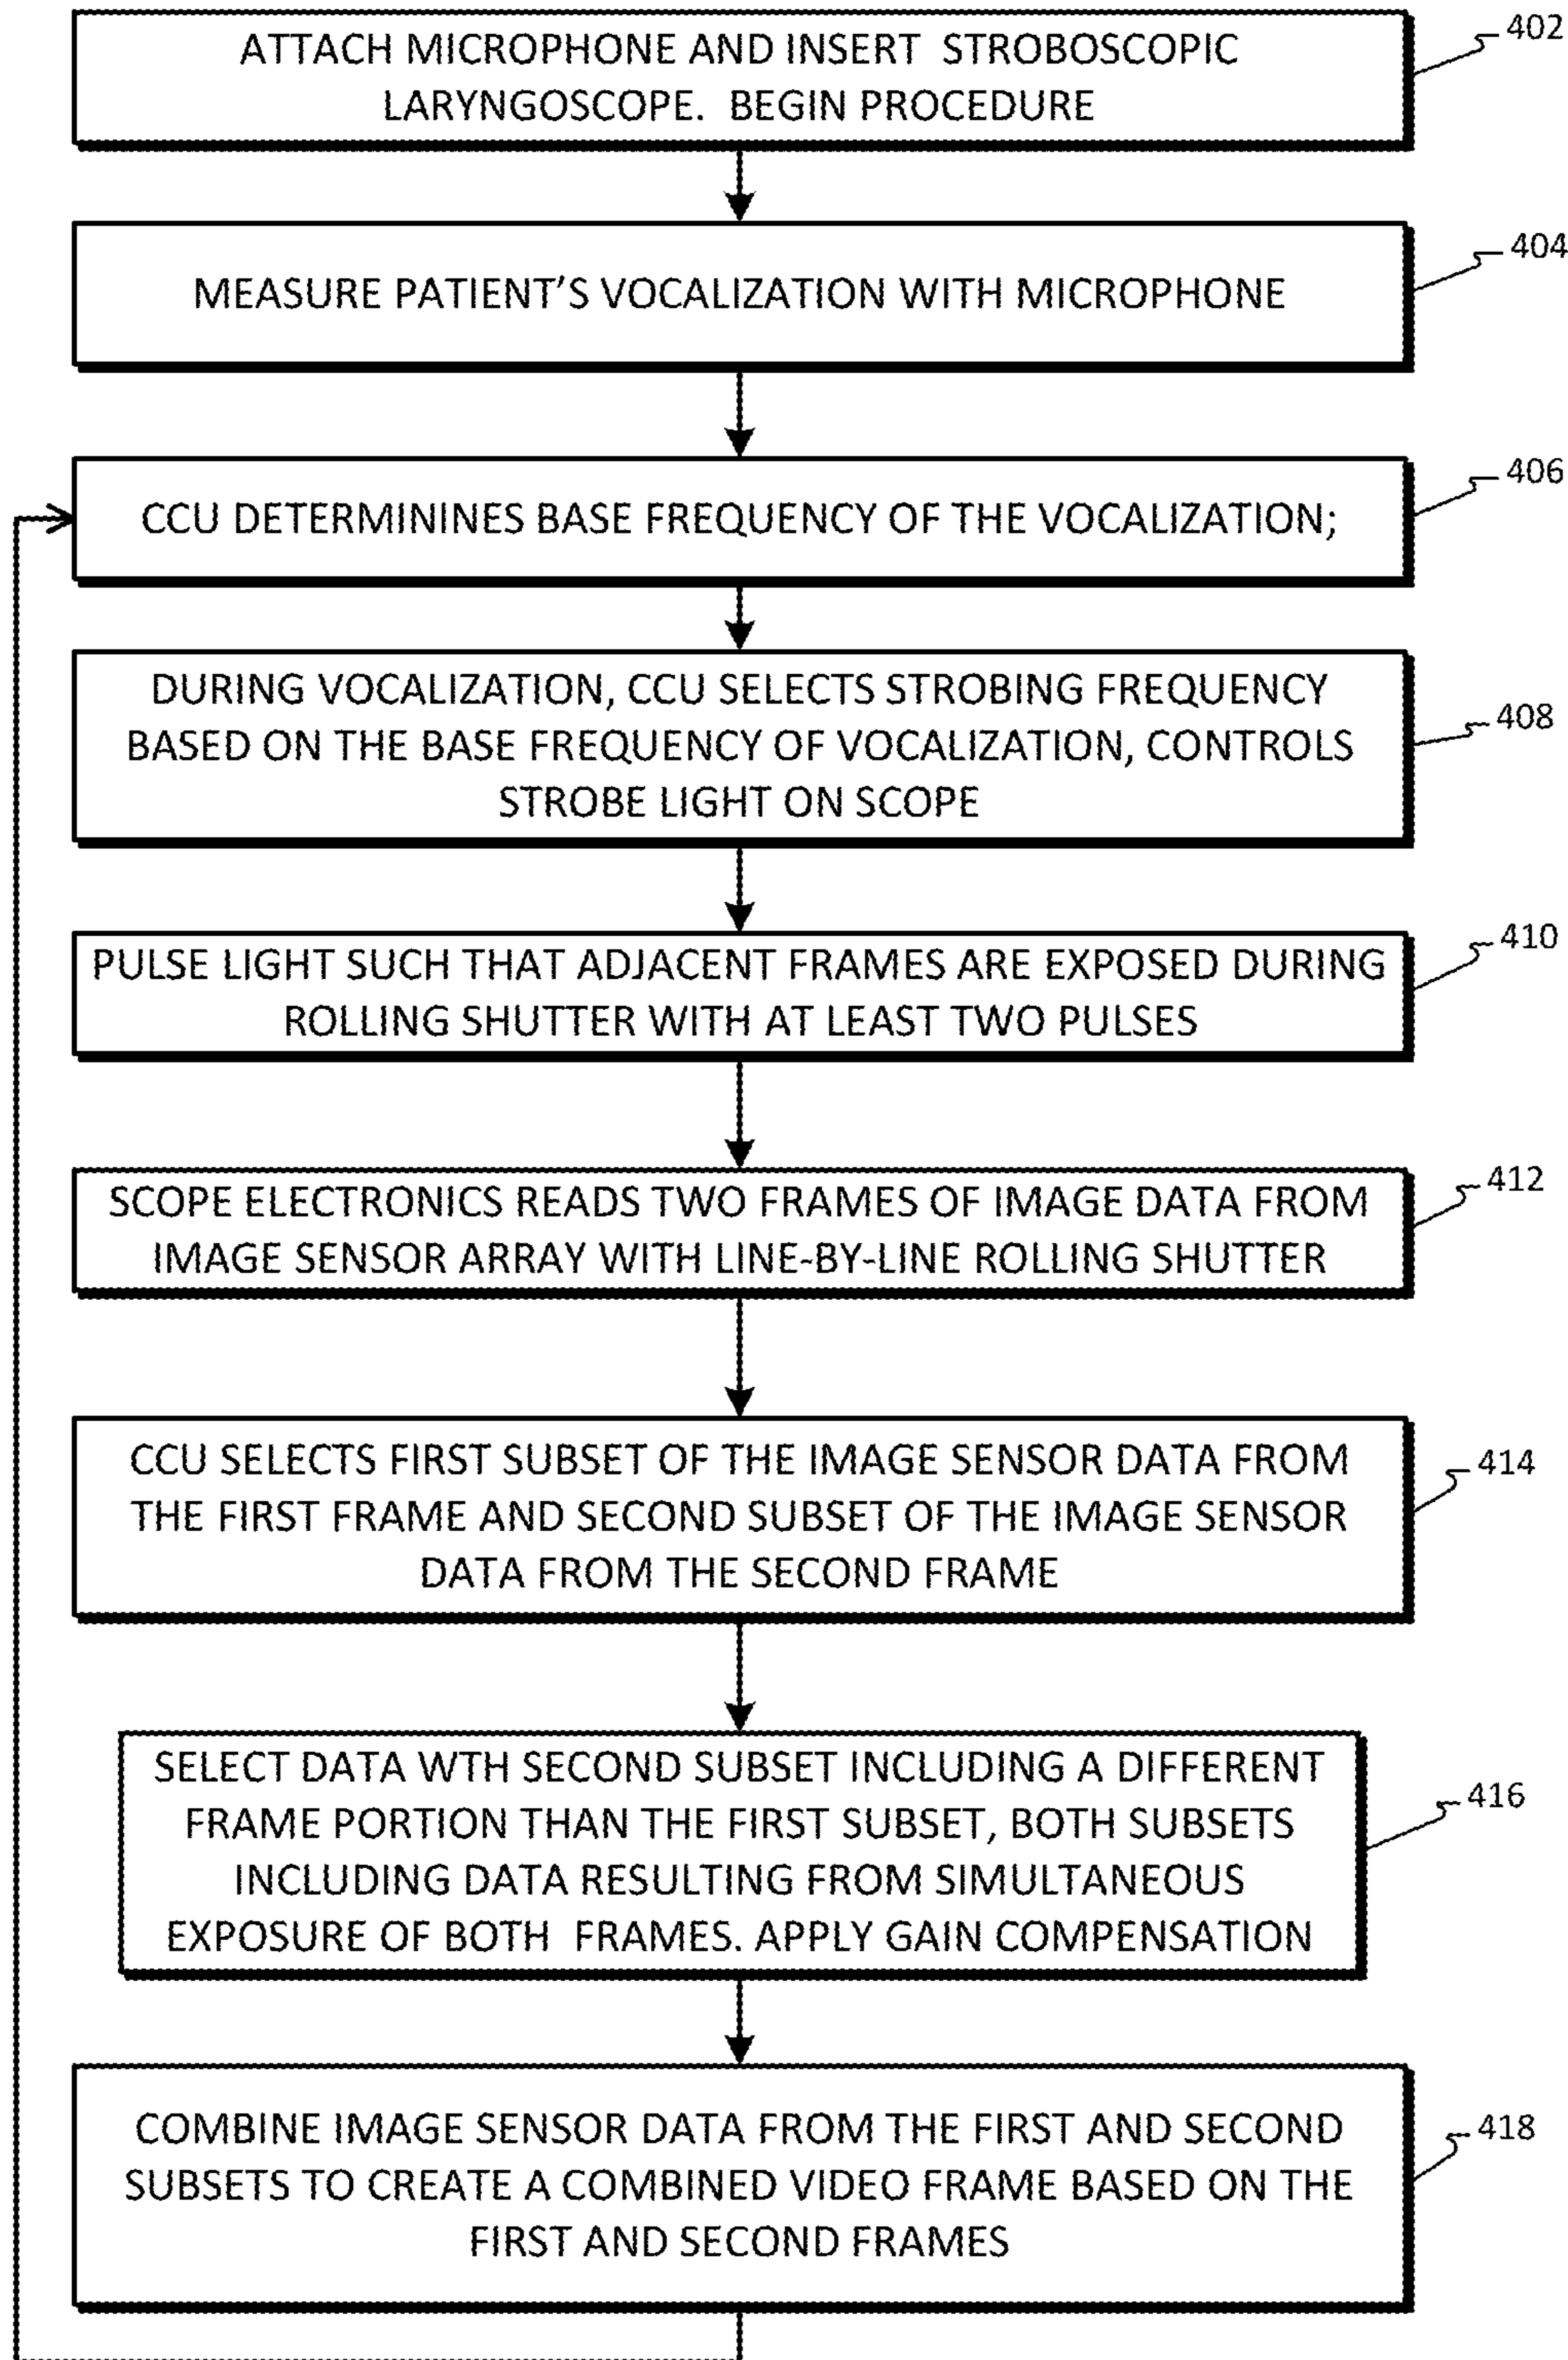 ATTACH MICROPHONE AND INSERT STROBOSCOPIC
LARYNGOSCOPE. BEGIN PROCEDURE
402
MEASURE PATIENT'S VOCALIZATION WITH MICROPHONE
404
CCU DETERMININES BASE FREQUENCY OF THE VOCALIZATION;
406
DURING VOCALIZATION, CCU SELECTS STROBING FREQUENCY
BASED ON THE BASE FREQUENCY OF VOCALIZATION, CONTROLS
STROBE LIGHT ON SCOPE
408
PULSE LIGHT SUCH THAT ADJACENT FRAMES ARE EXPOSED DURING
ROLLING SHUTTER WITH AT LEAST TWO PULSES
410
SCOPE ELECTRONICS READS TWO FRAMES OF IMAGE DATA FROM
IMAGE SENSOR ARRAY WITH LINE-BY-LINE ROLLING SHUTTER
412
CCU SELECTS FIRST SUBSET OF THE IMAGE SENSOR DATA FROM
THE FIRST FRAME AND SECOND SUBSET OF THE IMAGE SENSOR
DATA FROM THE SECOND FRAME
414
SELECT DATA WTH SECOND SUBSET INCLUDING A DIFFERENT
FRAME PORTION THAN THE FIRST SUBSET, BOTH SUBSETS
INCLUDING DATA RESULTING FROM SIMULTANEOUS
EXPOSURE OF BOTH FRAMES. APPLY GAIN COMPENSATION
416
COMBINE IMAGE SENSOR DATA FROM THE FIRST AND SECOND
SUBSETS TO CREATE A COMBINED VIDEO FRAME BASED ON THE
FIRST AND SECOND FRAMES
418